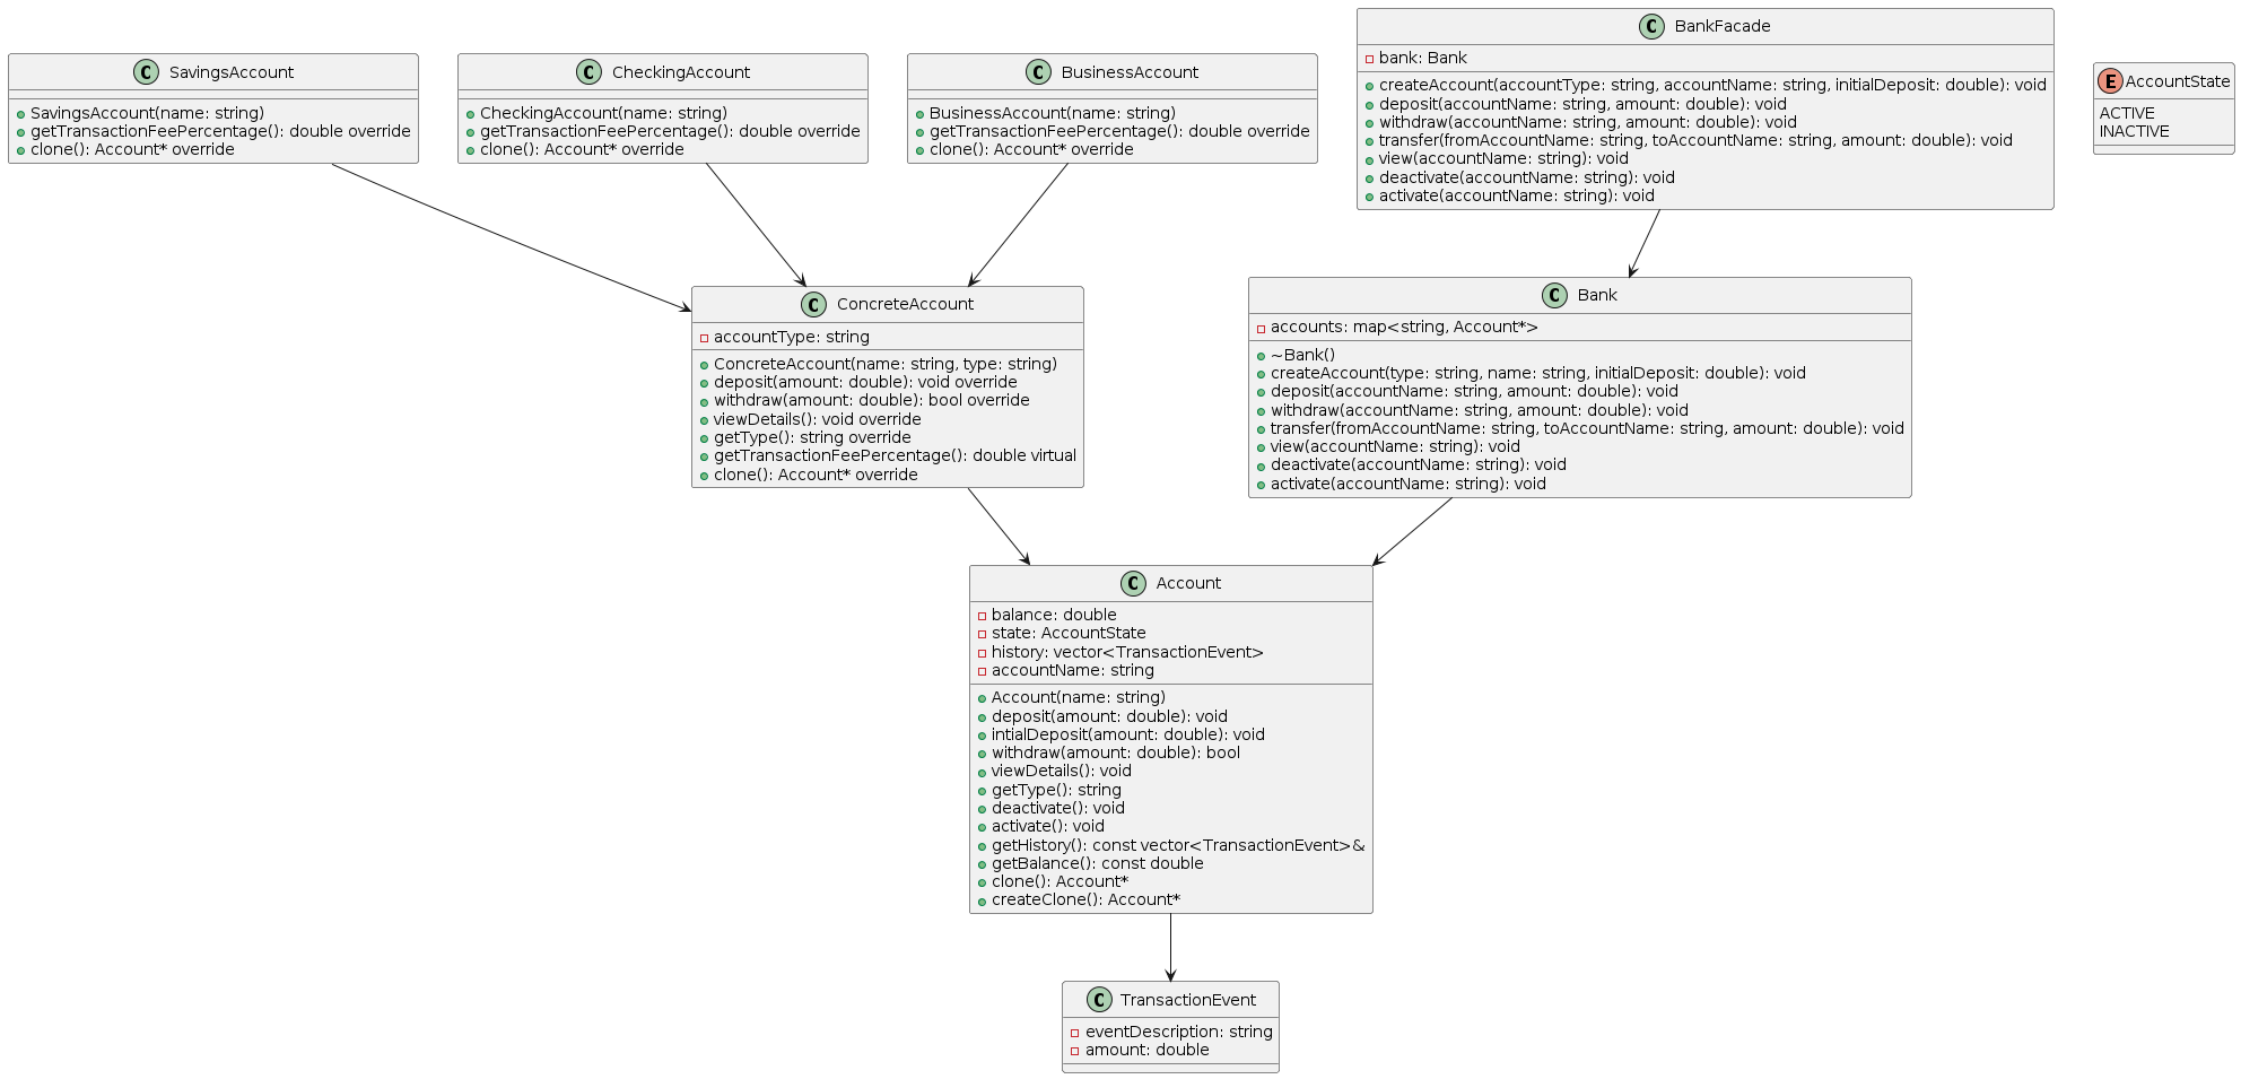 SavingsAccount
+SavingsAccount(name: string)
getTransactionFeePercentage(): double override
clone(): Account* override
CheckingAccount
CheckingAccount(name: string)
getTransactionFeePercentage(): double override
clone(): Account* override
BusinessAccount
BusinessAccount(name: string)
getTransactionFeePercentage(): double override
clone(): Account* override
BankFacade
bank: Bank
createAccount(accountType: string, accountName: string, initialDeposit: double): void
deposit(accountName: string, amount: double): void
withdraw(accountName: string, amount: double): void
transfer(fromAccountName: string, toAccountName: string, amount: double): void
view(accountName: string): void
deactivate(accountName: string): void
activate(accountName: string): void
AccountState
ACTIVE
INACTIVE
ConcreteAccount
accountType: string
ConcreteAccount(name: string, type: string)
deposit(amount: double): void override
withdraw(amount: double): bool override
viewDetails(): void override
getType(): string override
getTransactionFeePercentage(): double virtual
clone(): Account* override
Bank
accounts: map<string, Account*>
~Bank()
createAccount(type: string, name: string, initialDeposit: double): void
deposit(accountName: string, amount: double): void
withdraw(accountName: string, amount: double): void
transfer(fromAccountName: string, toAccountName: string, amount: double): void
view(accountName: string): void
deactivate(accountName: string): void
activate(accountName: string): void
Account
balance: double
state: AccountState
history: vector<TransactionEvent>
accountName: string
Account(name: string)
deposit(amount: double): void
intialDeposit(amount: double): void
withdraw(amount: double): bool
viewDetails(): void
getType(): string
deactivate(): void
activate(): void
getHistory(): const vector<TransactionEvent>&
getBalance(): const double
clone(): Account*
createClone(): Account*
TransactionEvent
eventDescription: string
amount: double